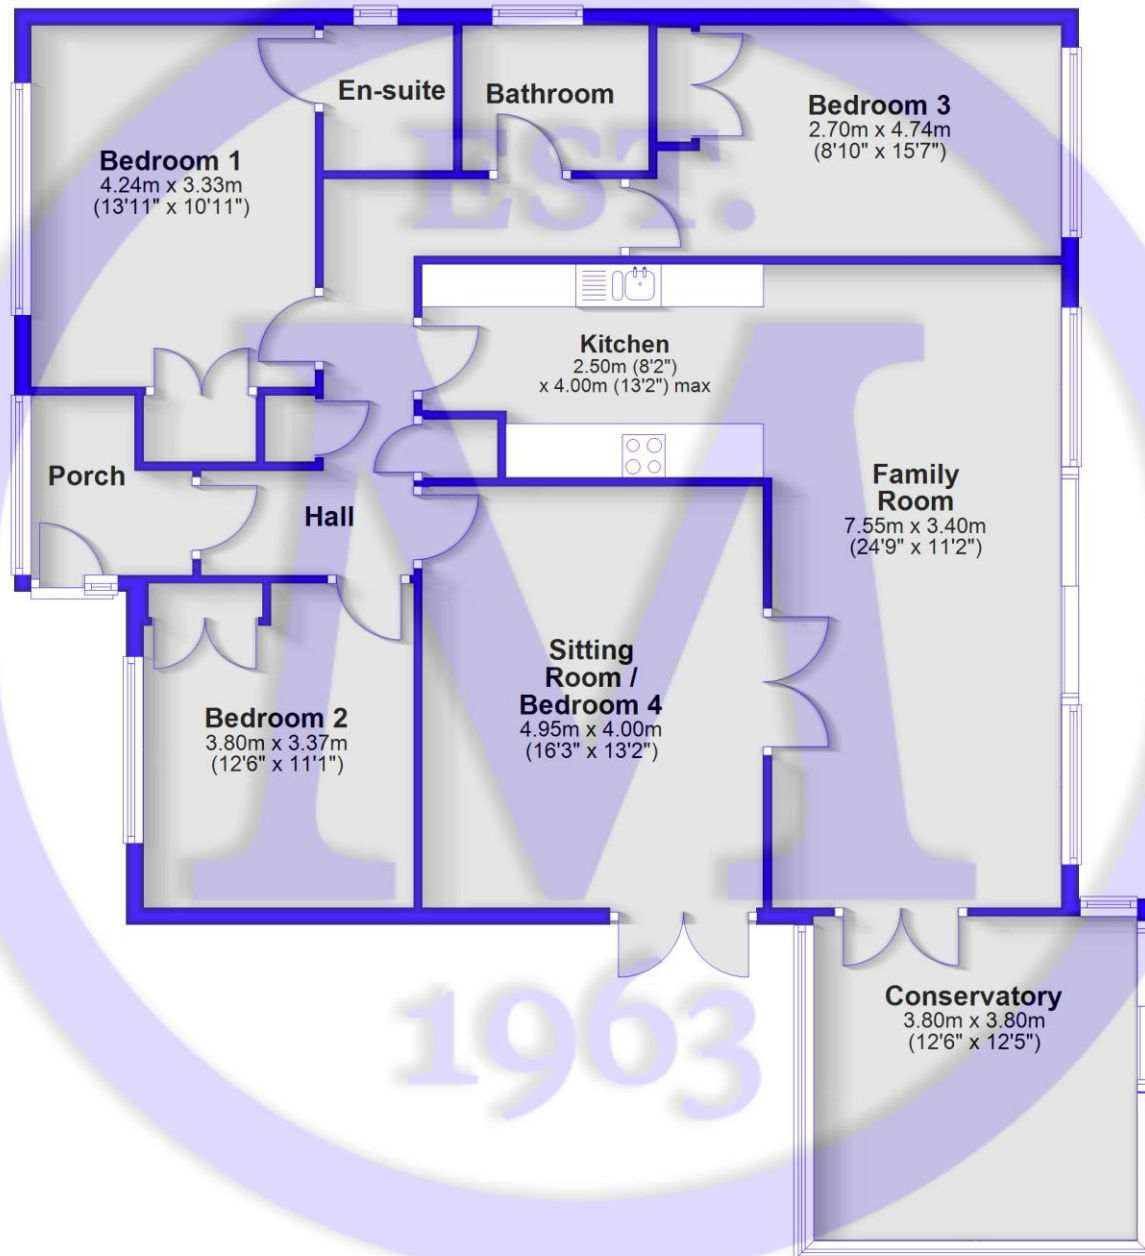 En-suite
Bathroom
Bedroom 3
2.70m x 4.74m
(8'10" x 15'7")
Bedroom 1
4.24m x 3.33m
(13'11" x 10'11")
EST.
Kitchen
2.50m (8'2")
x 4.00m (13'2") max
Porch
Hall
Family
Room
7.55m x 3.40m
(24'9" x 11'2")
M
Sitting
Room /
Bedroom 4
4.95m x 4.00m
(16'3" x 13'2")
Bedroom 2
3.80m x 3.37m
(12'6" x 11'1")
Conservatory
3.80m x 3.80m
(12'6" x 12'5")
1963